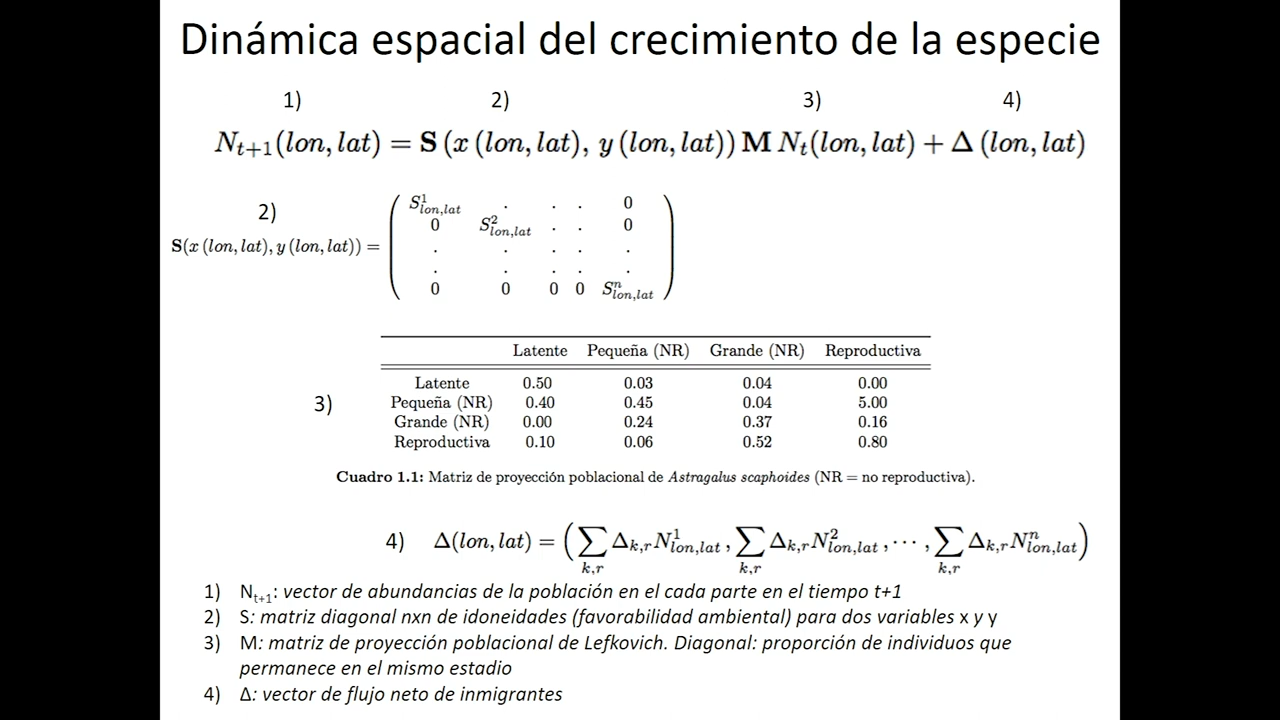 Dinámica espacial del crecimiento de la especie
1) 2) 3) 4)
N_{t+1}(lon, lat) = S (x (lon, lat), y (lon, lat)) M N_t(lon, lat) + Δ (lon, lat)
2)
S(x (lon, lat), y (lon, lat)) =
S^1_{lon,lat} . . . 0
0 S^2_{lon,lat} . . 0
. . . . .
. . . . .
0 0 0 0 S^n_{lon,lat}
3)
Latente Pequeña (NR) Grande (NR) Reproductiva
Latente 0.50 0.03 0.04 0.00
Pequeña (NR) 0.40 0.45 0.04 5.00
Grande (NR) 0.00 0.24 0.37 0.16
Reproductiva 0.10 0.06 0.52 0.80
Cuadro 1.1: Matriz de proyección poblacional de Astragalus scaphoides (NR = no reproductiva).
4) Δ(lon, lat) = (∑_{k,r} Δ_{k,r}N^1_{lon,lat}, ∑_{k,r} Δ_{k,r}N^2_{lon,lat}, ⋯ , ∑_{k,r} Δ_{k,r}N^n_{lon,lat})
1) N_{t+1}: vector de abundancias de la población en el cada parte en el tiempo t+1
2) S: matriz diagonal nxn de idoneidades (favorabilidad ambiental) para dos variables x y y
3) M: matriz de proyección poblacional de Lefkovich. Diagonal: proporción de individuos que
permanece en el mismo estadio
4) Δ: vector de flujo neto de inmigrantes